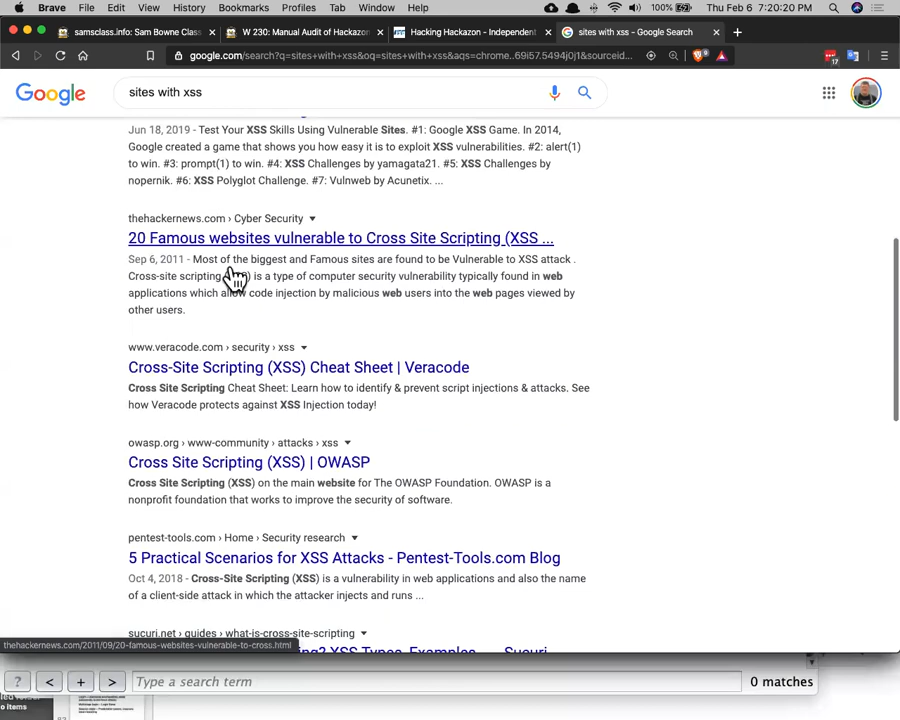 Brave File Edit View History Bookmarks Profiles Tab Window Help 100% Thu Feb 6 7:20:20 PM
samsclass.info: Sam Bowne Class × W 230: Manual Audit of Hackazon × Hacking Hackazon - Independent × sites with xss - Google Search × +
google.com/search?q=sites+with+xss&oq=sites+with+xss&aqs=chrome..69i57.5494j0j1&sourceid... 9 17
Google sites with xss
Jun 18, 2019 - Test Your XSS Skills Using Vulnerable Sites. #1: Google XSS Game. In 2014,
Google created a game that shows you how easy it is to exploit XSS vulnerabilities. #2: alert(1)
to win. #3: prompt(1) to win. #4: XSS Challenges by yamagata21. #5: XSS Challenges by
nopernik. #6: XSS Polyglot Challenge. #7: Vulnweb by Acunetix. ...
thehackernews.com › Cyber Security
20 Famous websites vulnerable to Cross Site Scripting (XSS ...
Sep 6, 2011 - Most of the biggest and Famous sites are found to be Vulnerable to XSS attack .
Cross-site scripting is a type of computer security vulnerability typically found in web
applications which allow code injection by malicious web users into the web pages viewed by
other users.
www.veracode.com › security › xss
Cross-Site Scripting (XSS) Cheat Sheet | Veracode
Cross Site Scripting Cheat Sheet: Learn how to identify & prevent script injections & attacks. See
how Veracode protects against XSS Injection today!
owasp.org › www-community › attacks › xss
Cross Site Scripting (XSS) | OWASP
Cross Site Scripting (XSS) on the main website for The OWASP Foundation. OWASP is a
nonprofit foundation that works to improve the security of software.
pentest-tools.com › Home › Security research
5 Practical Scenarios for XSS Attacks - Pentest-Tools.com Blog
Oct 4, 2018 - Cross-Site Scripting (XSS) is a vulnerability in web applications and also the name
of a client-side attack in which the attacker injects and runs ...
sucuri.net › guides › what-is-cross-site-scripting
XSS Types, Examples
thehackernews.com/2011/09/20-famous-websites-vulnerable-to-cross.html
? < + > Type a search term 0 matches